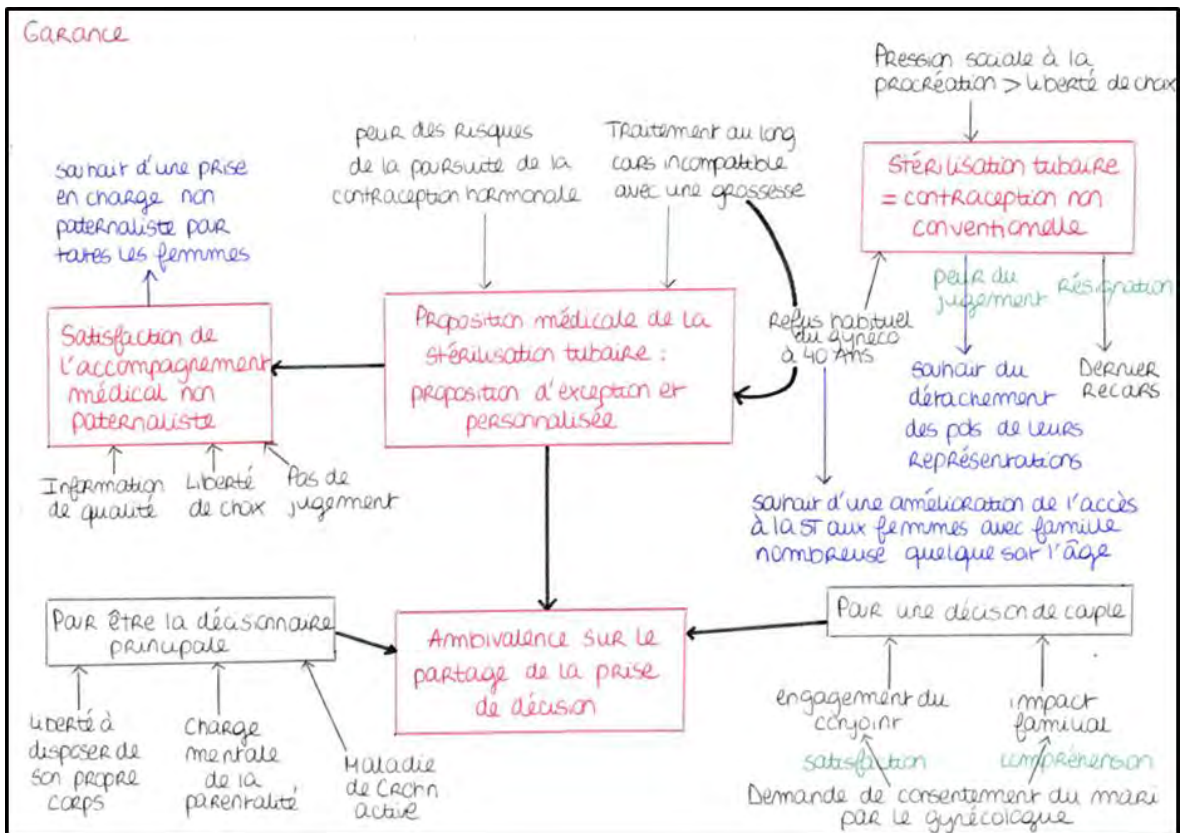 Garance
Pression sociale à la
procréation > liberté de choix
peur des risques
de la poursuite de la
contraception hormonale
Traitement au long
cours incompatible
avec une grossesse
souhait d'une prise
en charge non
paternaliste pour
toutes les femmes
Stérilisation tubaire
= contraception non
conventionnelle
Satisfaction de
l'accompagnement
médical non
paternaliste
Proposition médicale de la
stérilisation tubaire :
proposition d'exception et
personnalisée
Refus habituel
du gynéco
à 40 Ans
peur du
jugement
Résignation
souhait du
détachement
des pds de leurs
représentations
Dernier
recours
Information
de qualité
Liberté
de choix
Pas de
jugement
souhait d'une amélioration de l'accès
à la ST aux femmes avec famille
nombreuse quelque soit l'âge
Pour être la décisionnaire
principale
Ambivalence sur le
partage de la prise
de décision
Pour une décision de couple
liberté à
disposer de
son propre
corps
Charge
mentale
de la
parentalité
Maladie
de Crohn
active
engagement du
conjoint
satisfaction
impact
familial
compréhension
Demande de consentement du mari
par le gynécologue